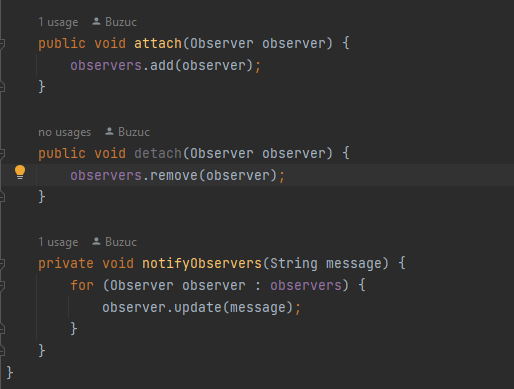 1 usage Buzuc
public void attach(Observer observer) {
observers.add(observer);
}
no usages Buzuc
public void detach(Observer observer) {
observers.remove(observer);
}
1 usage Buzuc
private void notifyObservers(String message) {
for (Observer observer : observers) {
observer.update(message);
}
}
}